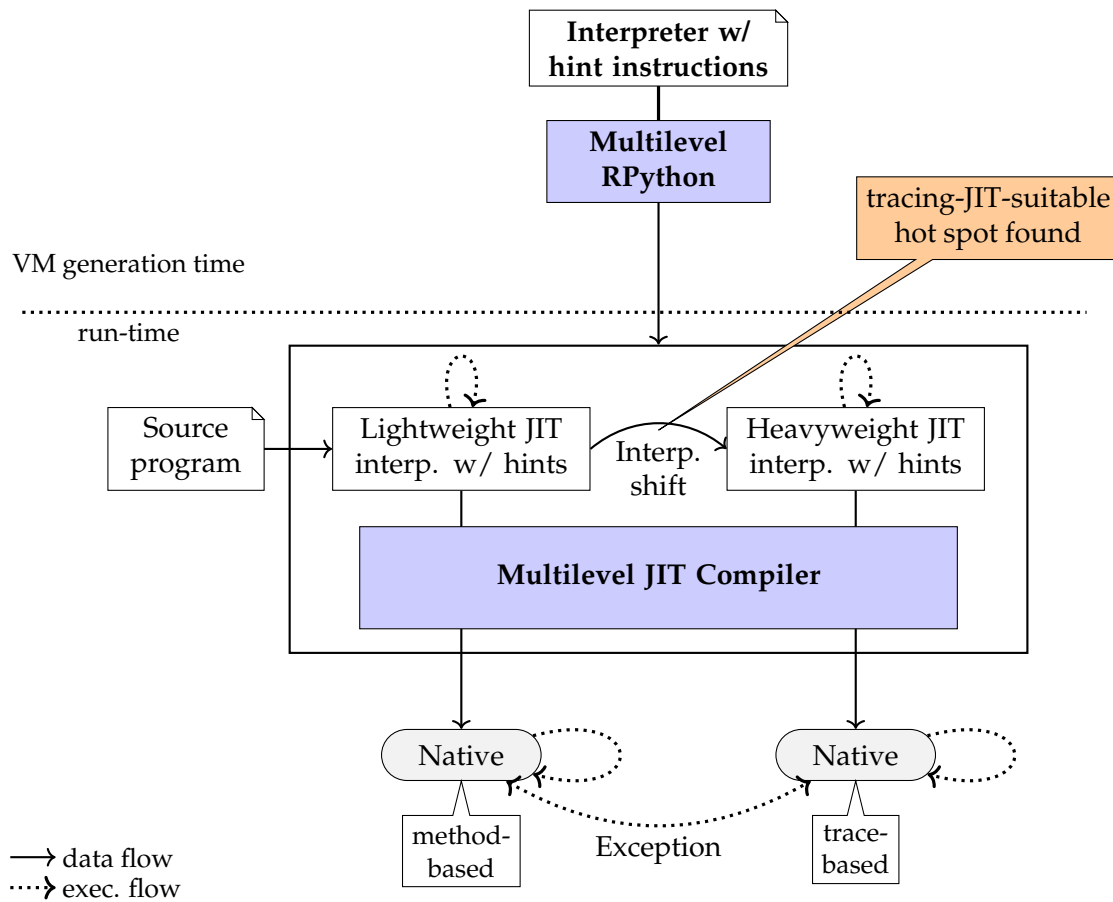 Interpreter w/
hint instructions
Multilevel
RPython
tracing-JIT-suitable
hot spot found
VM generation time
run-time
Source
program
Lightweight JIT
interp. w/ hints
Interp.
shift
Heavyweight JIT
interp. w/ hints
Multilevel JIT Compiler
Native
Native
method-
based
Exception
trace-
based
data flow
exec. flow